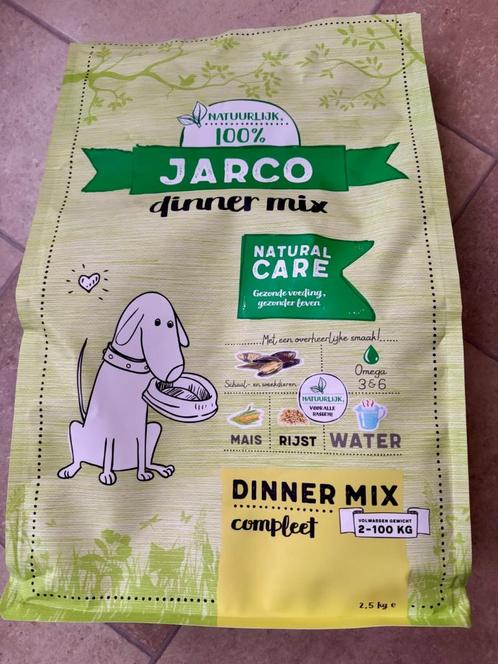 NATUURLIJK,
100%
JARCO
dinner mix
NATURAL
CARE
Gezonde voeding,
gezonder leven
Met een overheerlijke smaak!
Schaal- en weekdieren
Omega
3 & 6
NATUURLIJK,
VOOR ALLE
RASSEN!
MAIS
RIJST
WATER
DINNER MIX
compleet
VOLWASSEN GEWICHT
2-100 KG
2,5 kg e